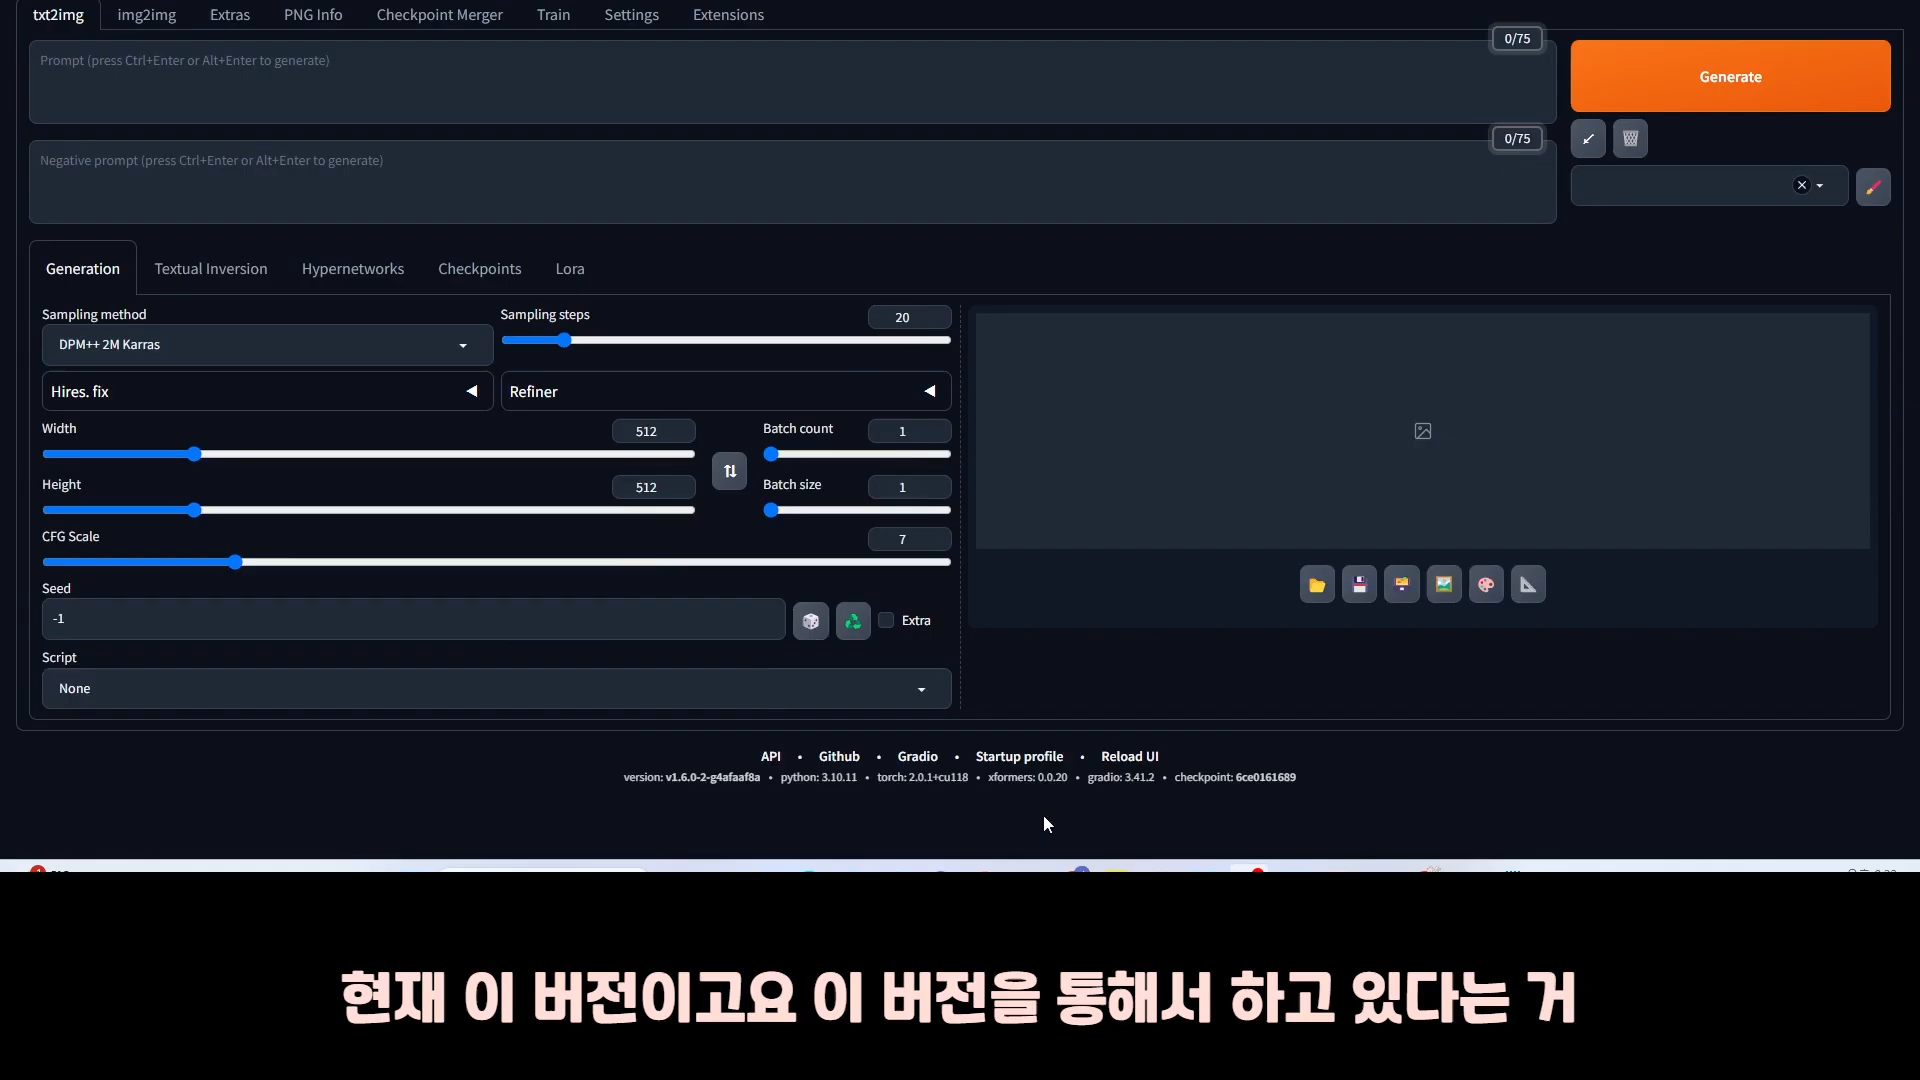 txt2img img2img Extras PNG Info Checkpoint Merger Train Settings Extensions
0/75
Prompt (press Ctrl+Enter or Alt+Enter to generate)
Generate
0/75
Negative prompt (press Ctrl+Enter or Alt+Enter to generate)
Generation Textual Inversion Hypernetworks Checkpoints Lora
Sampling method
DPM++ 2M Karras
Sampling steps
20
Hires. fix
Refiner
Width
512
Batch count
1
Height
512
Batch size
1
CFG Scale
7
Seed
-1
Extra
Script
None
API • Github • Gradio • Startup profile • Reload UI
version: v1.6.0-2-g4afaaf8a • python: 3.10.11 • torch: 2.0.1+cu118 • xformers: 0.0.20 • gradio: 3.41.2 • checkpoint: 6ce0161689
현재 이 버전이고요 이 버전을 통해서 하고 있다는 거